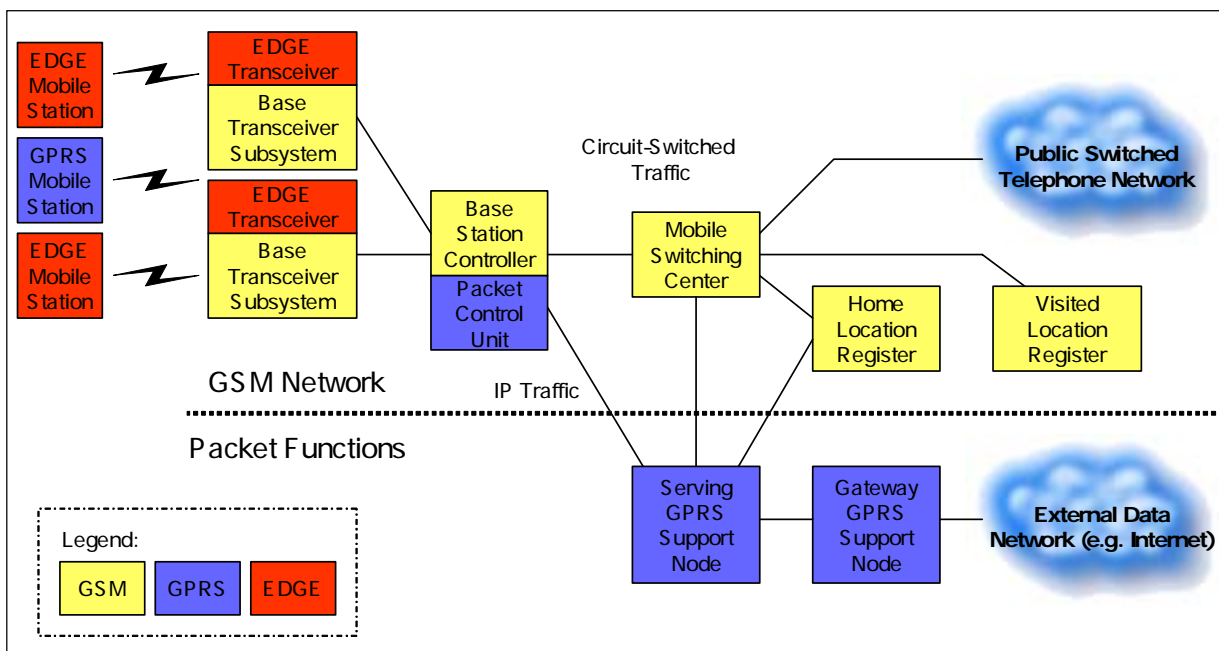 EDGE
Mobile
Station
GPRS
Mobile
Station
EDGE
Mobile
Station
EDGE
Transceiver
Base
Transceiver
Subsystem
EDGE
Transceiver
Base
Transceiver
Subsystem
Base
Station
Controller
Packet
Control
Unit
Circuit-Switched
Traffic
Mobile
Switching
Center
Public Switched
Telephone Network
Home
Location
Register
Visited
Location
Register
GSM Network
IP Traffic
Packet Functions
Serving
GPRS
Support
Node
Gateway
GPRS
Support
Node
External Data
Network (e.g. Internet)
Legend:
GSM
GPRS
EDGE